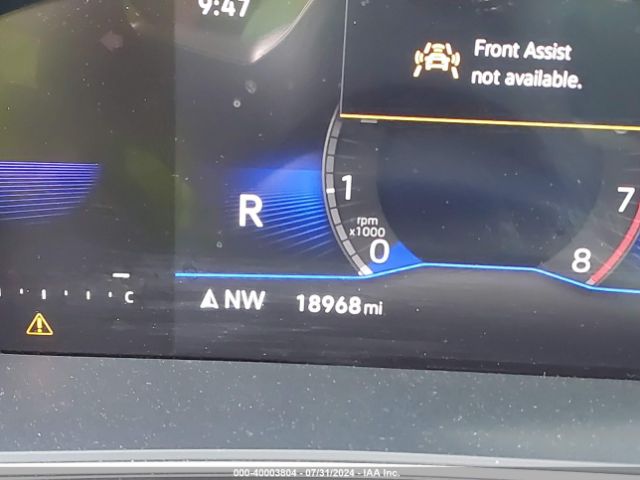 9:47
Front Assist
not available.
R
1
7
rpm
x1000
0
8
C
NW 18968 mi
000-40003804 - 07/31/2024 - IAA Inc.